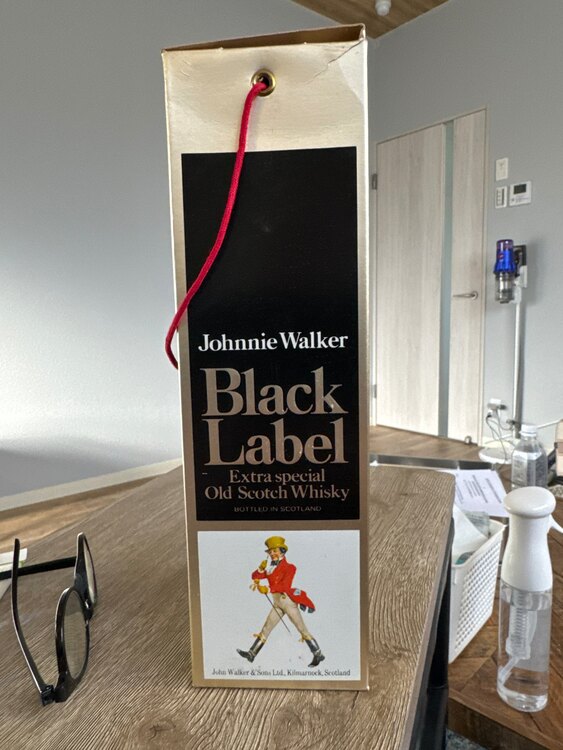 Johnnie Walker
Black
Label
Extra special
Old Scotch Whisky
BOTTLED IN SCOTLAND
John Walker & Sons Ltd., Kilmarnock, Scotland